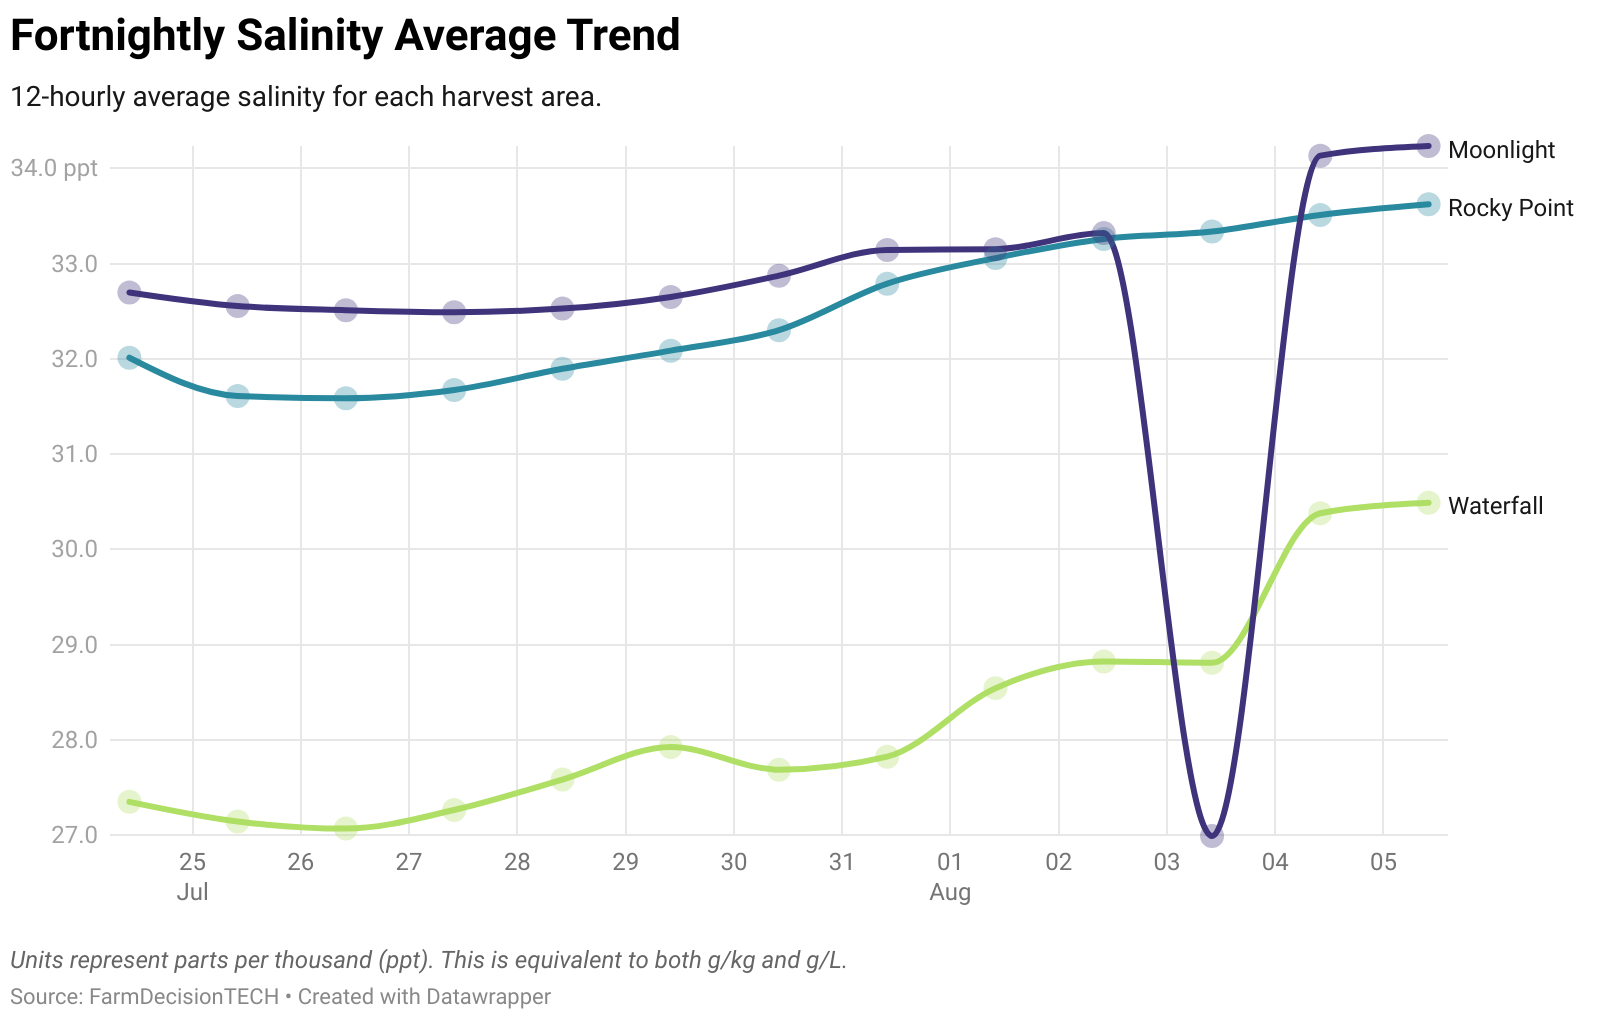 Fortnightly Salinity Average Trend
12-hourly average salinity for each harvest area.
34.0 ppt
33.0
32.0
31.0
30.0
29.0
28.0
27.0
Moonlight
Rocky Point
Waterfall
25 26 27 28 29 30 31 01 02 03 04 05
Jul Aug
Units represent parts per thousand (ppt). This is equivalent to both g/kg and g/L.
Source: FarmDecisionTECH • Created with Datawrapper